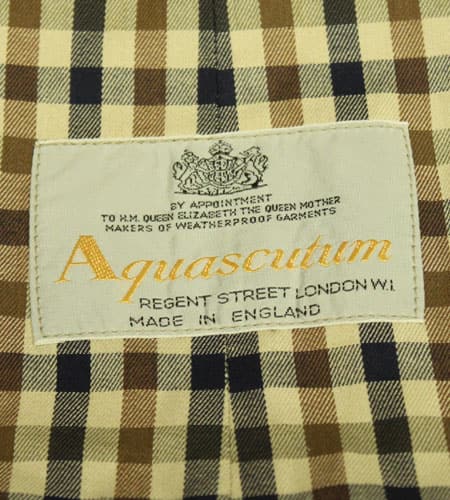 BY APPOINTMENT
TO H.M. QUEEN ELIZABETH THE QUEEN MOTHER
MAKERS OF WEATHERPROOF GARMENTS
Aquascutum
REGENT STREET LONDON W.1.
MADE IN ENGLAND